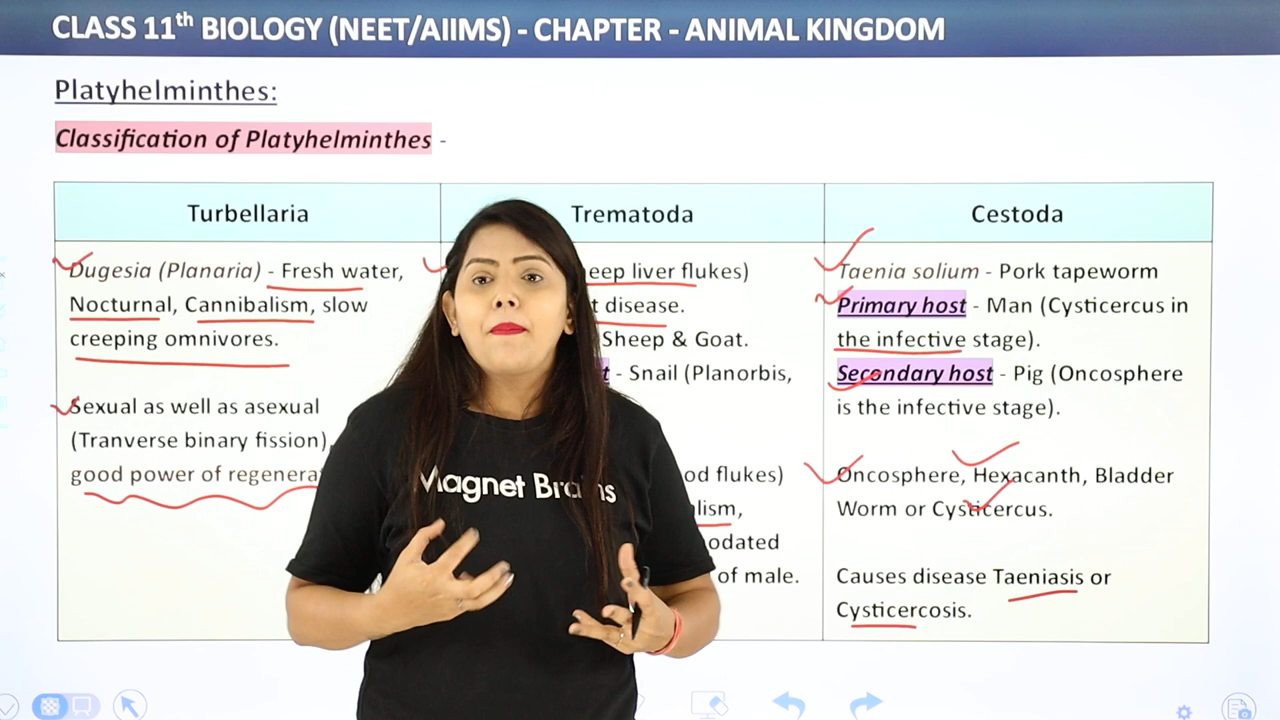 CLASS 11th BIOLOGY (NEET/AIIMS) - CHAPTER - ANIMAL KINGDOM
Platyhelminthes:
Classification of Platyhelminthes -
Turbellaria
Dugesia (Planaria) - Fresh water,
Nocturnal, Cannibalism, slow
creeping omnivores.
Sexual as well as asexual
(Tranverse binary fission)
good power of regenera
Trematoda
eep liver flukes)
t disease.
Sheep & Goat.
t - Snail (Planorbis,
od flukes)
lism,
odated
of male.
Cestoda
Taenia solium - Pork tapeworm
Primary host - Man (Cysticercus in
the infective stage).
Secondary host - Pig (Oncosphere
is the infective stage).
Oncosphere, Hexacanth, Bladder
Worm or Cysticercus.
Causes disease Taeniasis or
Cysticercosis.
Magnet Brains